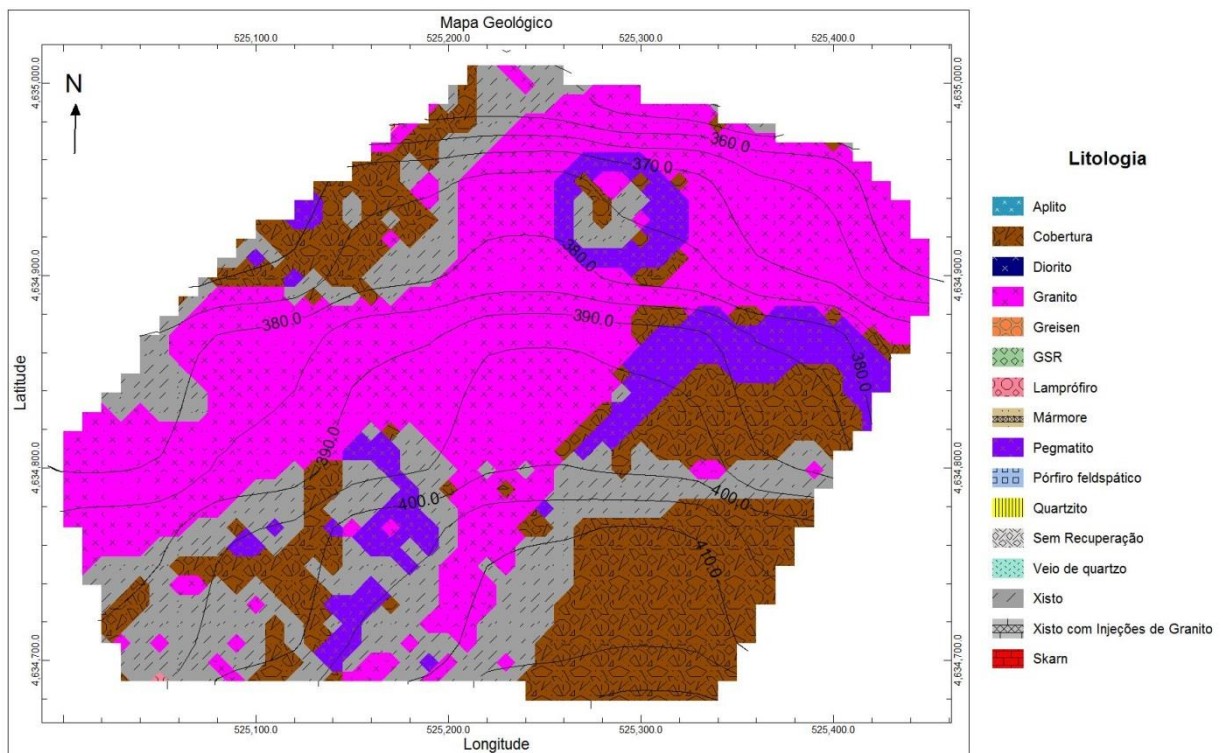 Mapa Geológico
525,100.0 525,200.0 525,300.0 525,400.0
N
4,635,000.0 4,635,000.0
4,634,900.0 4,634,900.0
4,634,800.0 4,634,800.0
4,634,700.0 4,634,700.0
Latitude
360.0
370.0
380.0
380.0
390.0
380.0
390.0
400.0
400.0
410.0
525,100.0 525,200.0 525,300.0 525,400.0
Longitude
Litologia
Aplito
Cobertura
Diorito
Granito
Greisen
GSR
Lamprófiro
Mármore
Pegmatito
Pórfiro feldspático
Quartzito
Sem Recuperação
Veio de quartzo
Xisto
Xisto com Injeções de Granito
Skarn